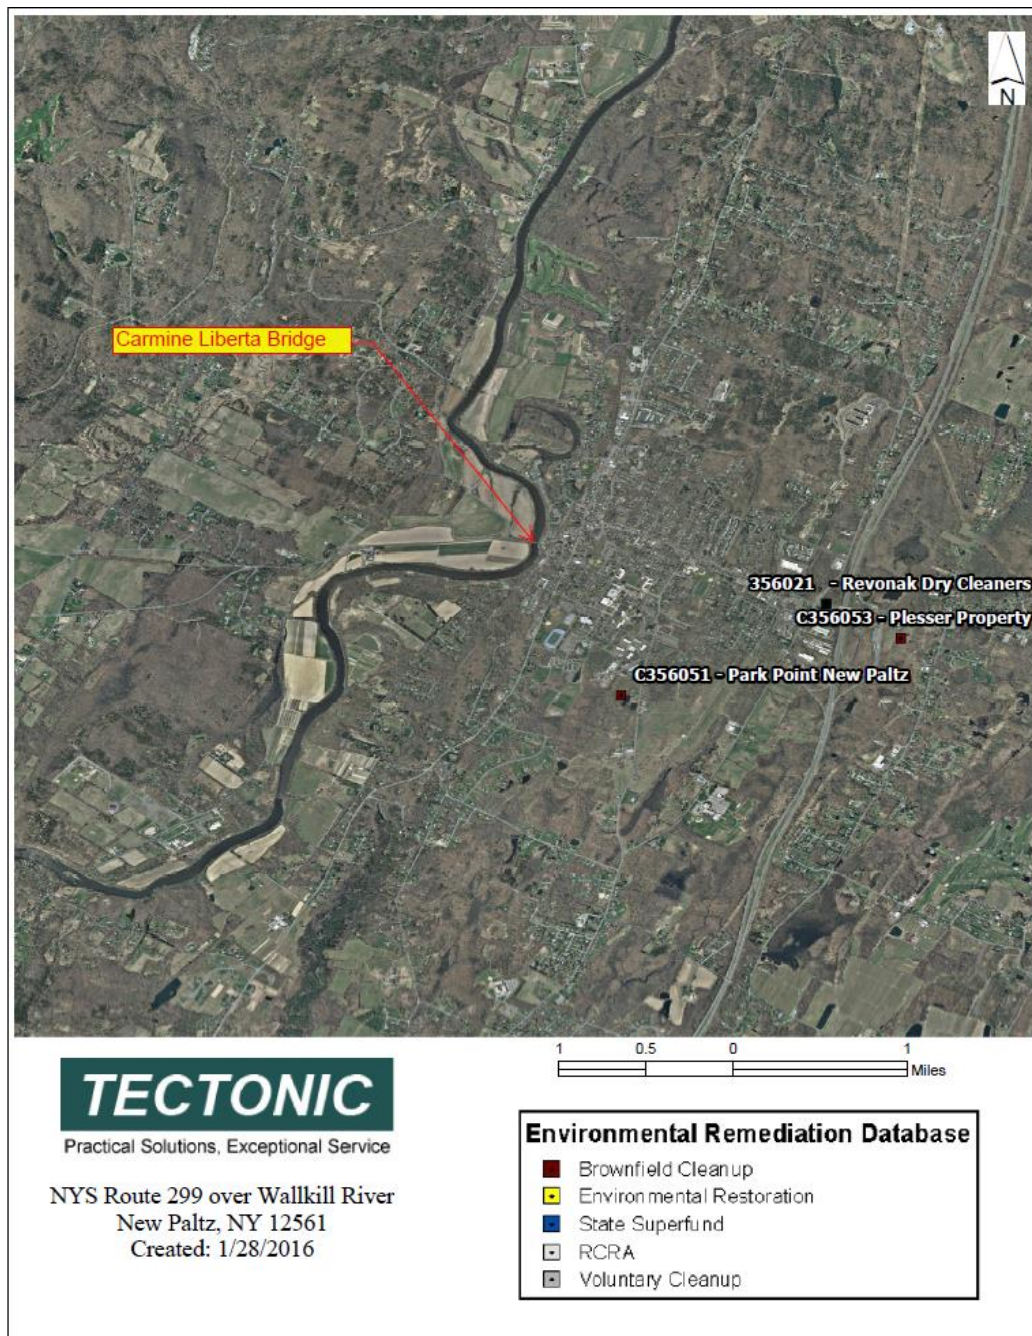 N
Carmine Liberta Bridge
356021 - Revonak Dry Cleaners
C356053 - Plesser Property
C356051 - Park Point New Paltz
1 0.5 0 1
Miles
TECTONIC
Practical Solutions, Exceptional Service
NYS Route 299 over Wallkill River
New Paltz, NY 12561
Created: 1/28/2016
Environmental Remediation Database
Brownfield Cleanup
Environmental Restoration
State Superfund
RCRA
Voluntary Cleanup